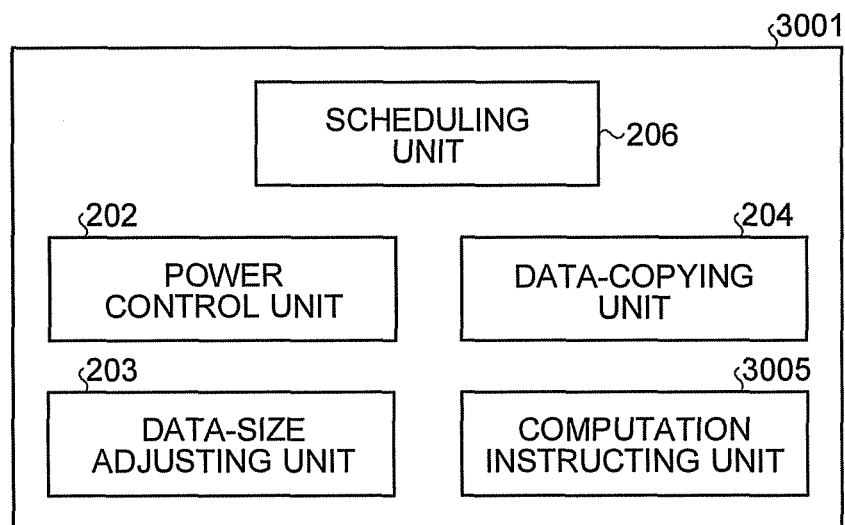 3001
SCHEDULING
UNIT
206
202
POWER
CONTROL UNIT
204
DATA-COPYING
UNIT
203
DATA-SIZE
ADJUSTING UNIT
3005
COMPUTATION
INSTRUCTING UNIT